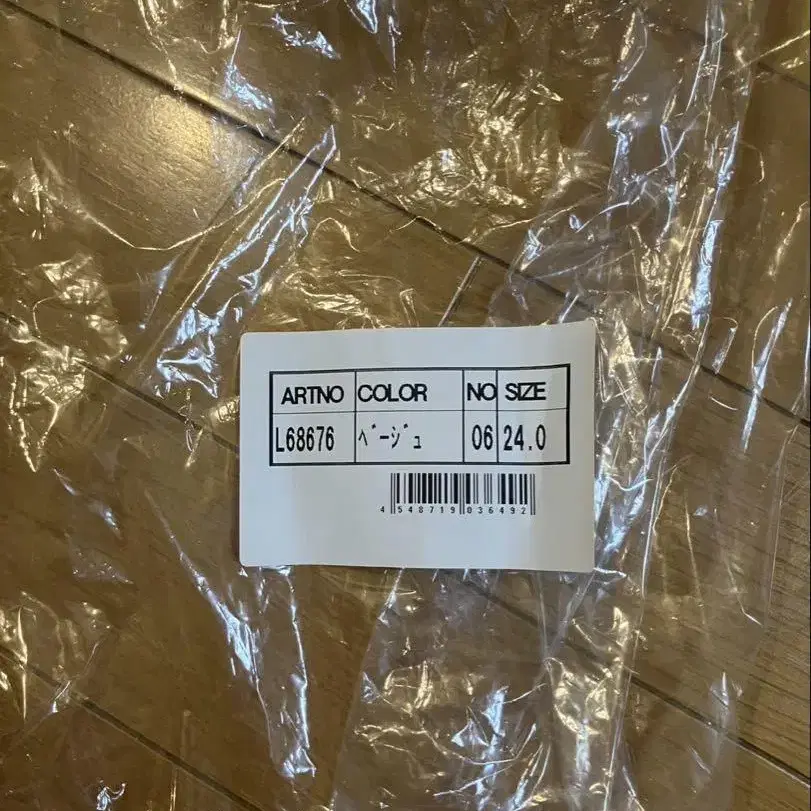 ARTNO COLOR NO SIZE
L68676 ﾍﾞｰｼﾞｭ 06 24.0
4 548719 036492